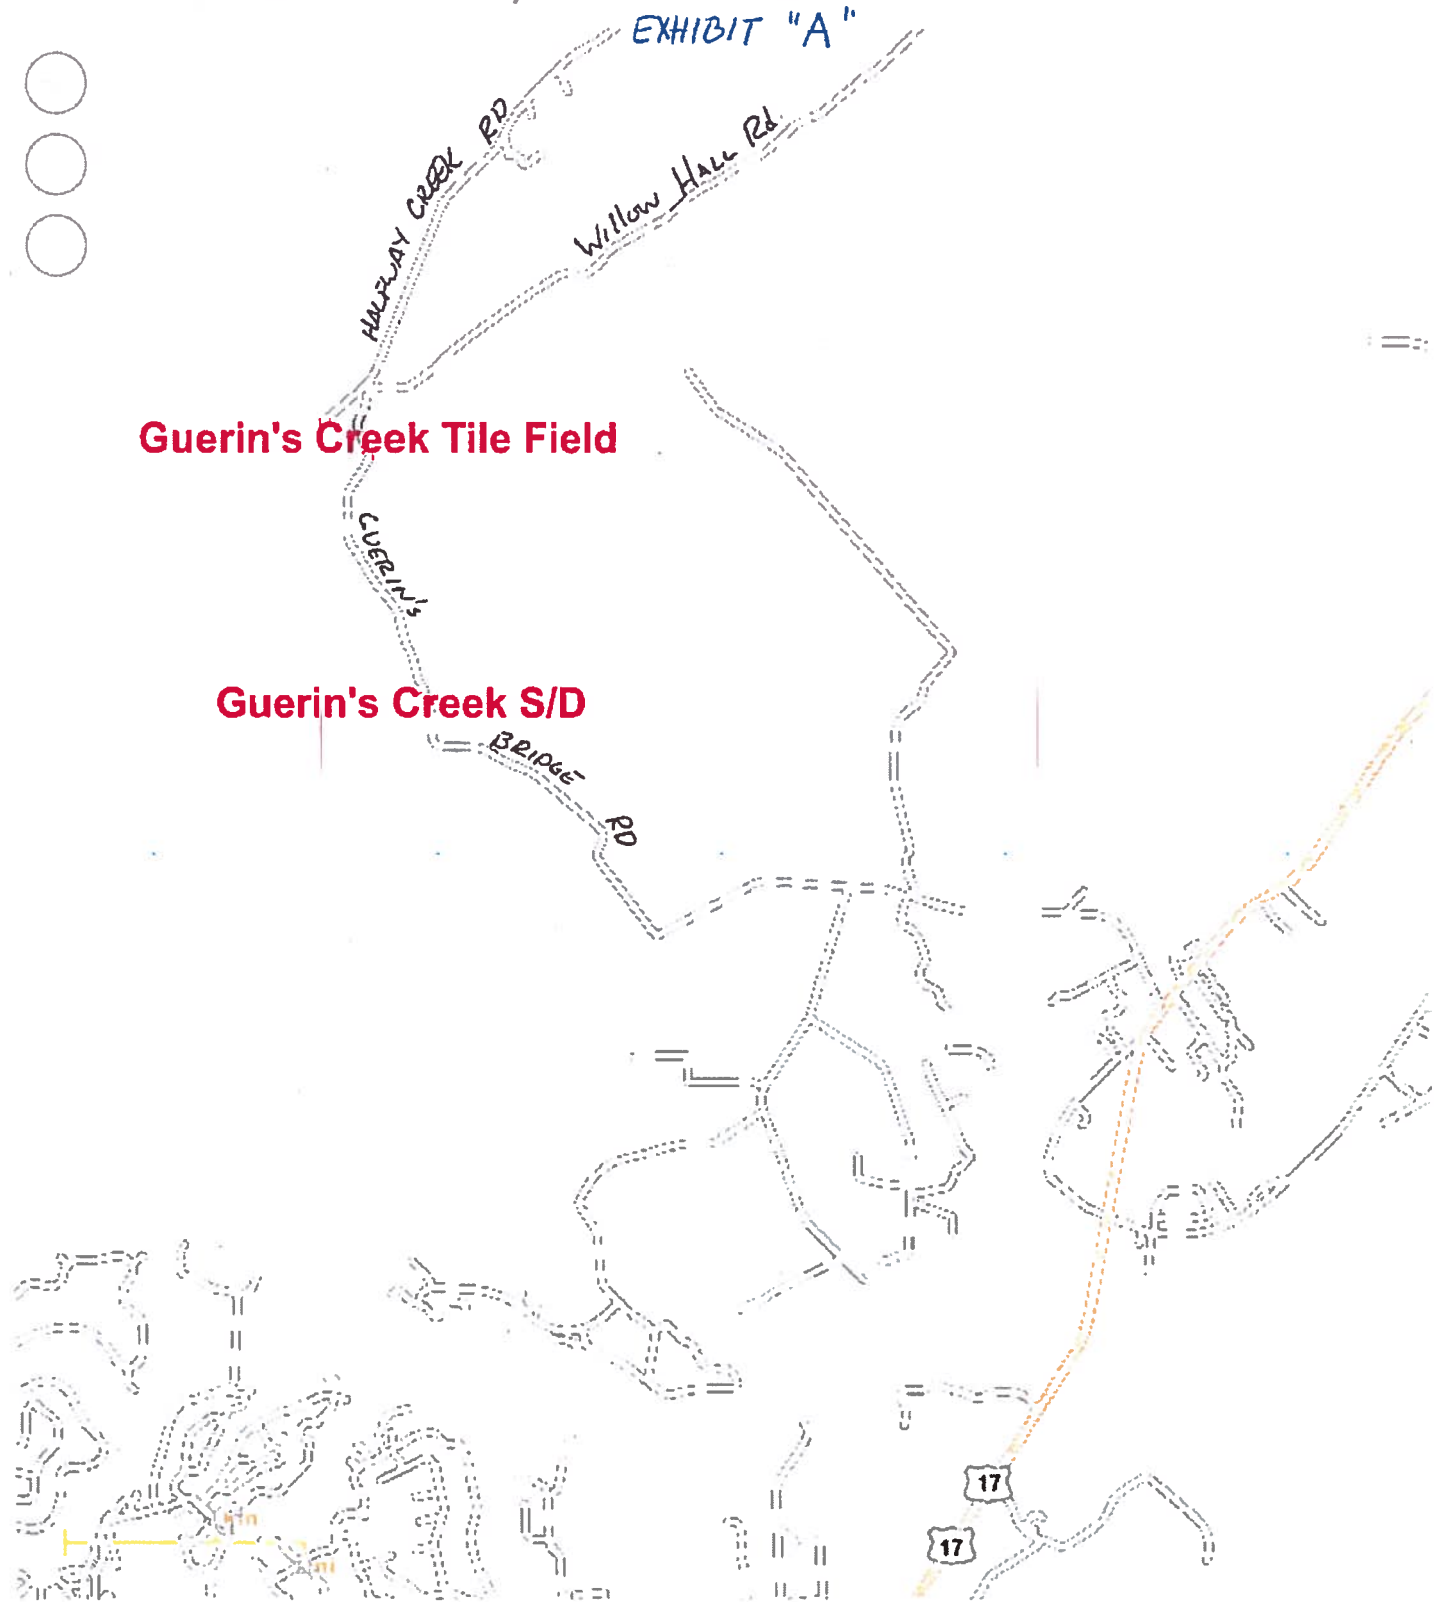 EXHIBIT "A"
HALFWAY CREEK RD
Willow Hall Rd.
Guerin's Creek Tile Field
GUERIN'S
Guerin's Creek S/D
BRIDGE
RD
17
17